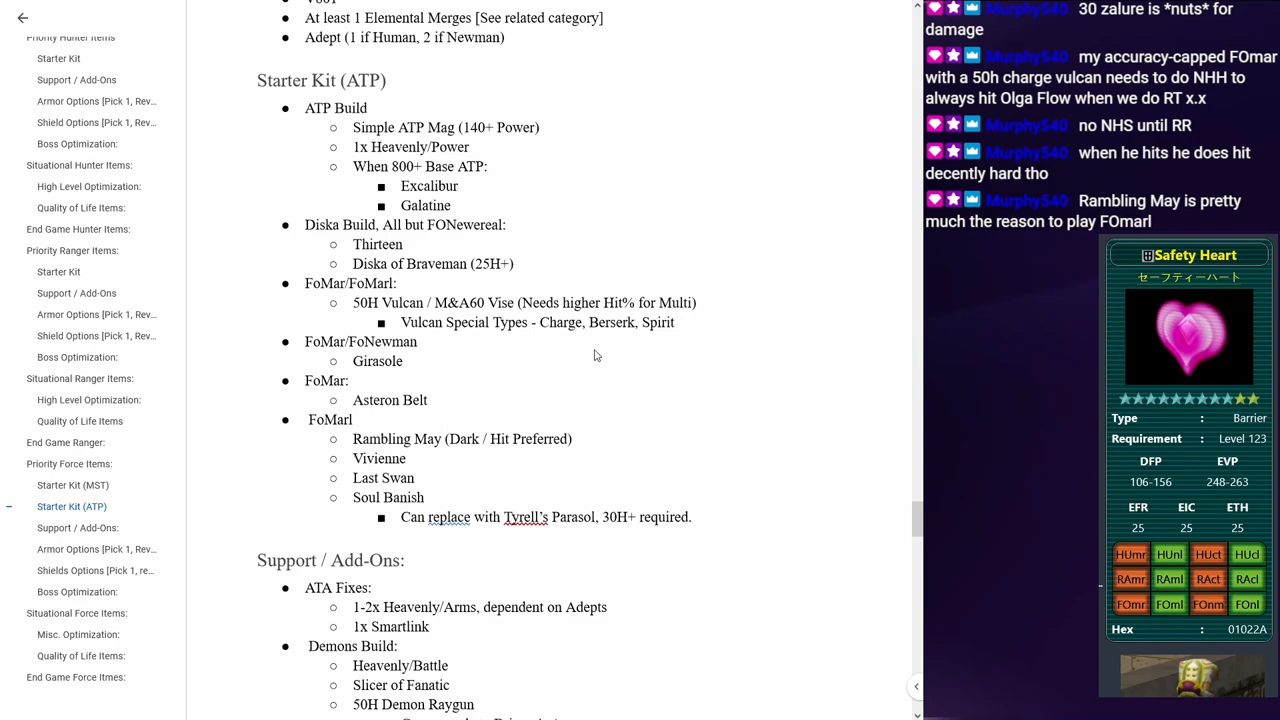 Priority Hunter Items
Starter Kit
Support / Add-Ons
Armor Options [Pick 1, Rev...
Shield Options [Pick 1, Rev...
Boss Optimization:
Situational Hunter Items:
High Level Optimization:
Quality of Life Items:
End Game Hunter Items:
Priority Ranger Items:
Starter Kit
Support / Add-Ons:
Armor Options [Pick 1, Rev...
Shield Options [Pick 1, Rev...
Boss Optimization:
Situational Ranger Items:
High Level Optimization:
Quality of Life Items
End Game Ranger:
Priority Force Items:
Starter Kit (MST)
Starter Kit (ATP)
Support / Add-Ons:
Armor Options [Pick 1, Rev...
Shields Options [Pick 1, re...
Boss Optimization:
Situational Force Items:
Misc. Optimization:
Quality of Life Items:
End Game Force Itmes:
At least 1 Elemental Merges [See related category]
Adept (1 if Human, 2 if Newman)
Starter Kit (ATP)
ATP Build
Simple ATP Mag (140+ Power)
1x Heavenly/Power
When 800+ Base ATP:
Excalibur
Galatine
Diska Build, All but FONewereal:
Thirteen
Diska of Braveman (25H+)
FoMar/FoMarl:
50H Vulcan / M&A60 Vise (Needs higher Hit% for Multi)
Vulcan Special Types - Charge, Berserk, Spirit
FoMar/FoNewman
Girasole
FoMar:
Asteron Belt
FoMarl
Rambling May (Dark / Hit Preferred)
Vivienne
Last Swan
Soul Banish
Can replace with Tyrell's Parasol, 30H+ required.
Support / Add-Ons:
ATA Fixes:
1-2x Heavenly/Arms, dependent on Adepts
1x Smartlink
Demons Build:
Heavenly/Battle
Slicer of Fanatic
50H Demon Raygun
Murphy540 30 zalure is *nuts* for
damage
Murphy540 my accuracy-capped FOmar
with a 50h charge vulcan needs to do NHH to
always hit Olga Flow when we do RT x.x
Murphy540 no NHS until RR
Murphy540 when he hits he does hit
decently hard tho
Murphy540 Rambling May is pretty
much the reason to play FOmarl
Safety Heart
セーフティーハート
Type : Barrier
Requirement : Level 123
DFP EVP
106-156 248-263
EFR EIC ETH
25 25 25
HUmr HUnl HUct HUcl
RAmr RAml RAct RAcl
FOmr FOml FOnm FOnl
Hex : 01022A